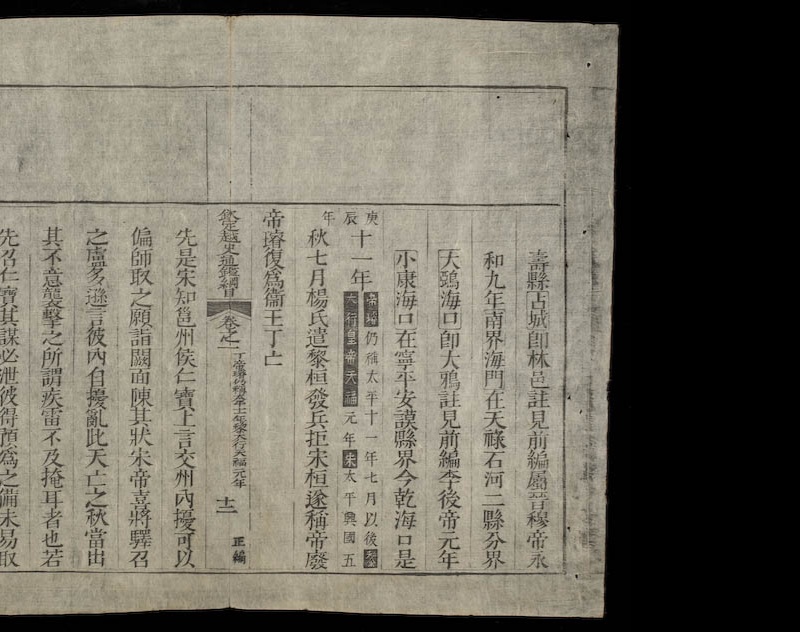 壽縣占城卽林邑註見前編屬晉穆帝永
和九年南界海門在天祿石河二縣分界
大鵶海口卽大鴉註見前編李後帝元年
小康海口在寧平安謨縣界今乾海口是
庚辰十一年
丁璿仍稱太平十一年七月以後黎
大行皇帝天福元年宋太平興國五
年
秋七月楊氏遣黎桓發兵拒宋桓遂稱帝廢
帝璿復爲衞王丁亡
欽定越史通鑑綱目
卷之一
丁帝璿仍稱太平十一年黎大行天福元年
十二
正編
先是宋知邕州侯仁寶上言交州內擾可以
偏師取之願詣闕面陳其狀宋帝喜將驛召
之盧多遜言彼內自擾亂此天亡之秋當出
其不意襲擊之所謂疾雷不及掩耳者也若
先召仁寶其謀必泄彼得預爲之備未易取